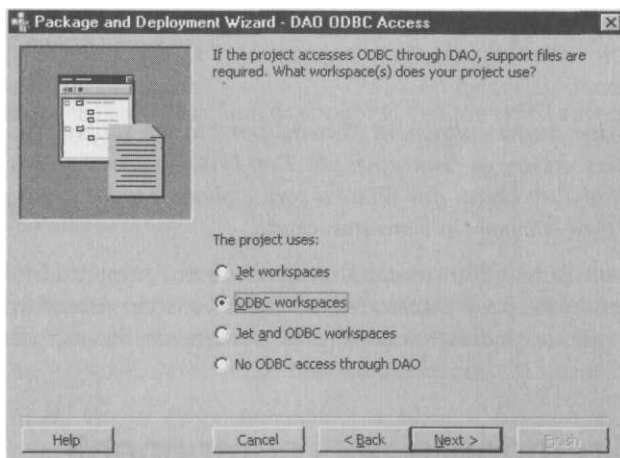 Package and Deployment Wizard - DAO ODBC Access
If the project accesses ODBC through DAO, support files are
required. What workspace(s) does your project use?
The project uses:
Jet workspaces
ODBC workspaces
Jet and ODBC workspaces
No ODBC access through DAO
Help
Cancel
< Back
Next >
Finish